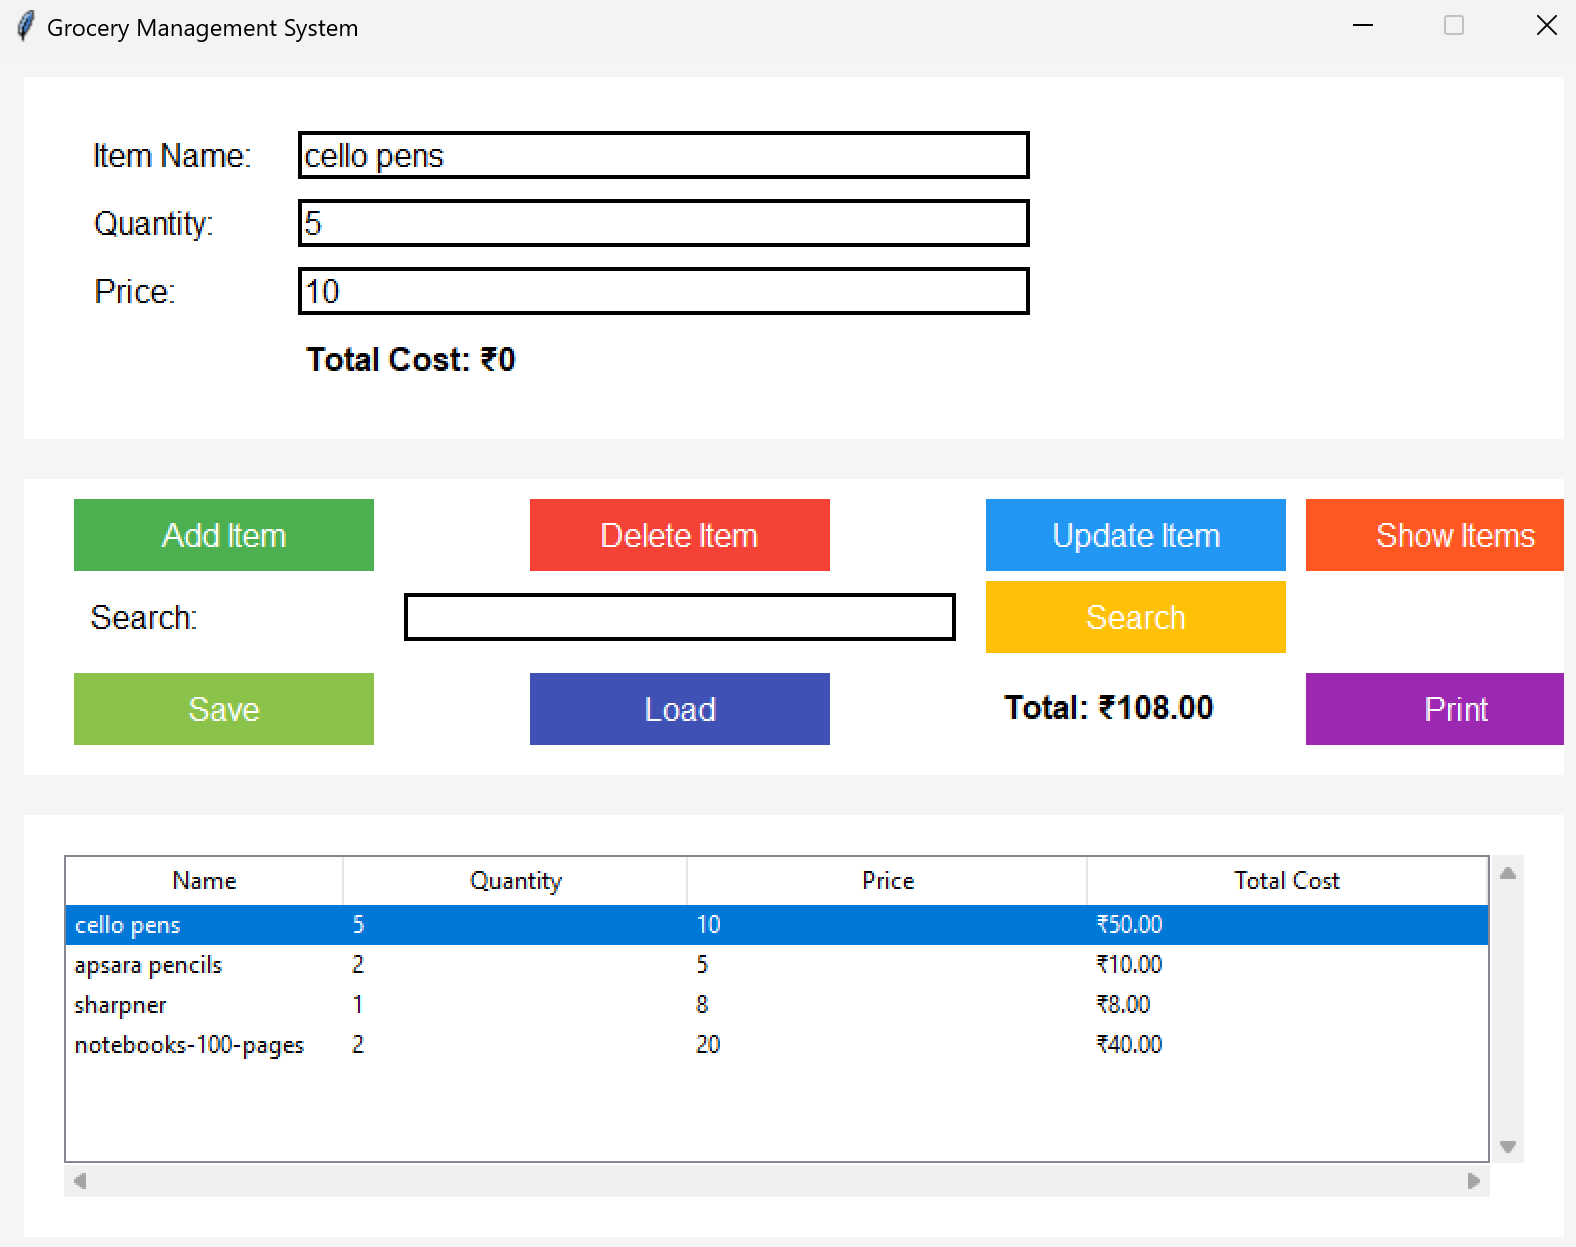 Grocery Management System
Item Name: cello pens
Quantity: 5
Price: 10
Total Cost: ₹0
Add Item Delete Item Update Item Show Items
Search: Search
Save Load Total: ₹108.00 Print
Name Quantity Price Total Cost
cello pens 5 10 ₹50.00
apsara pencils 2 5 ₹10.00
sharpner 1 8 ₹8.00
notebooks-100-pages 2 20 ₹40.00